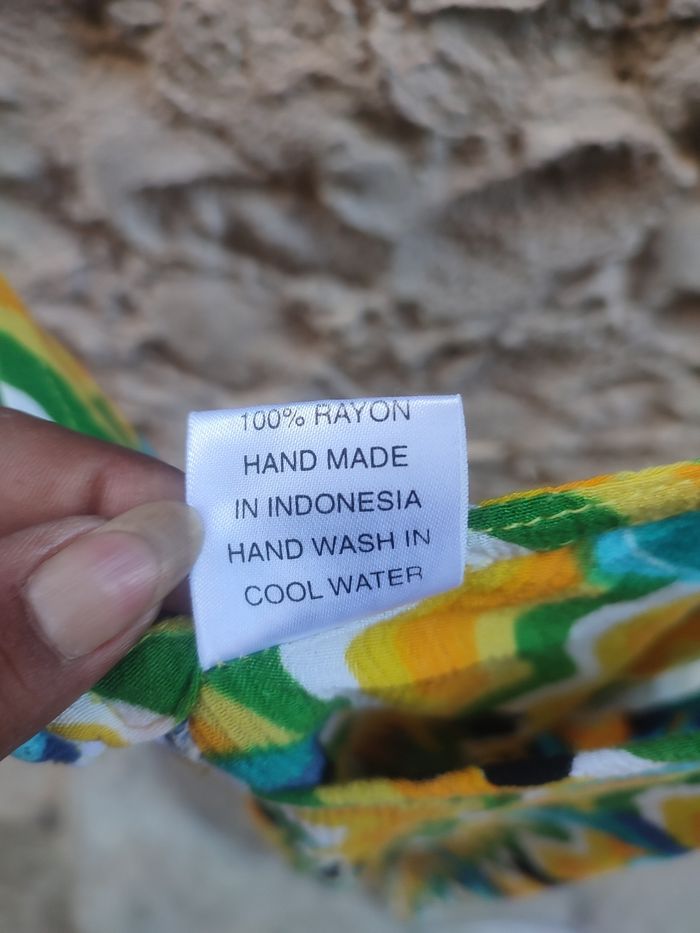 100% RAYON
HAND MADE
IN INDONESIA
HAND WASH IN
COOL WATER